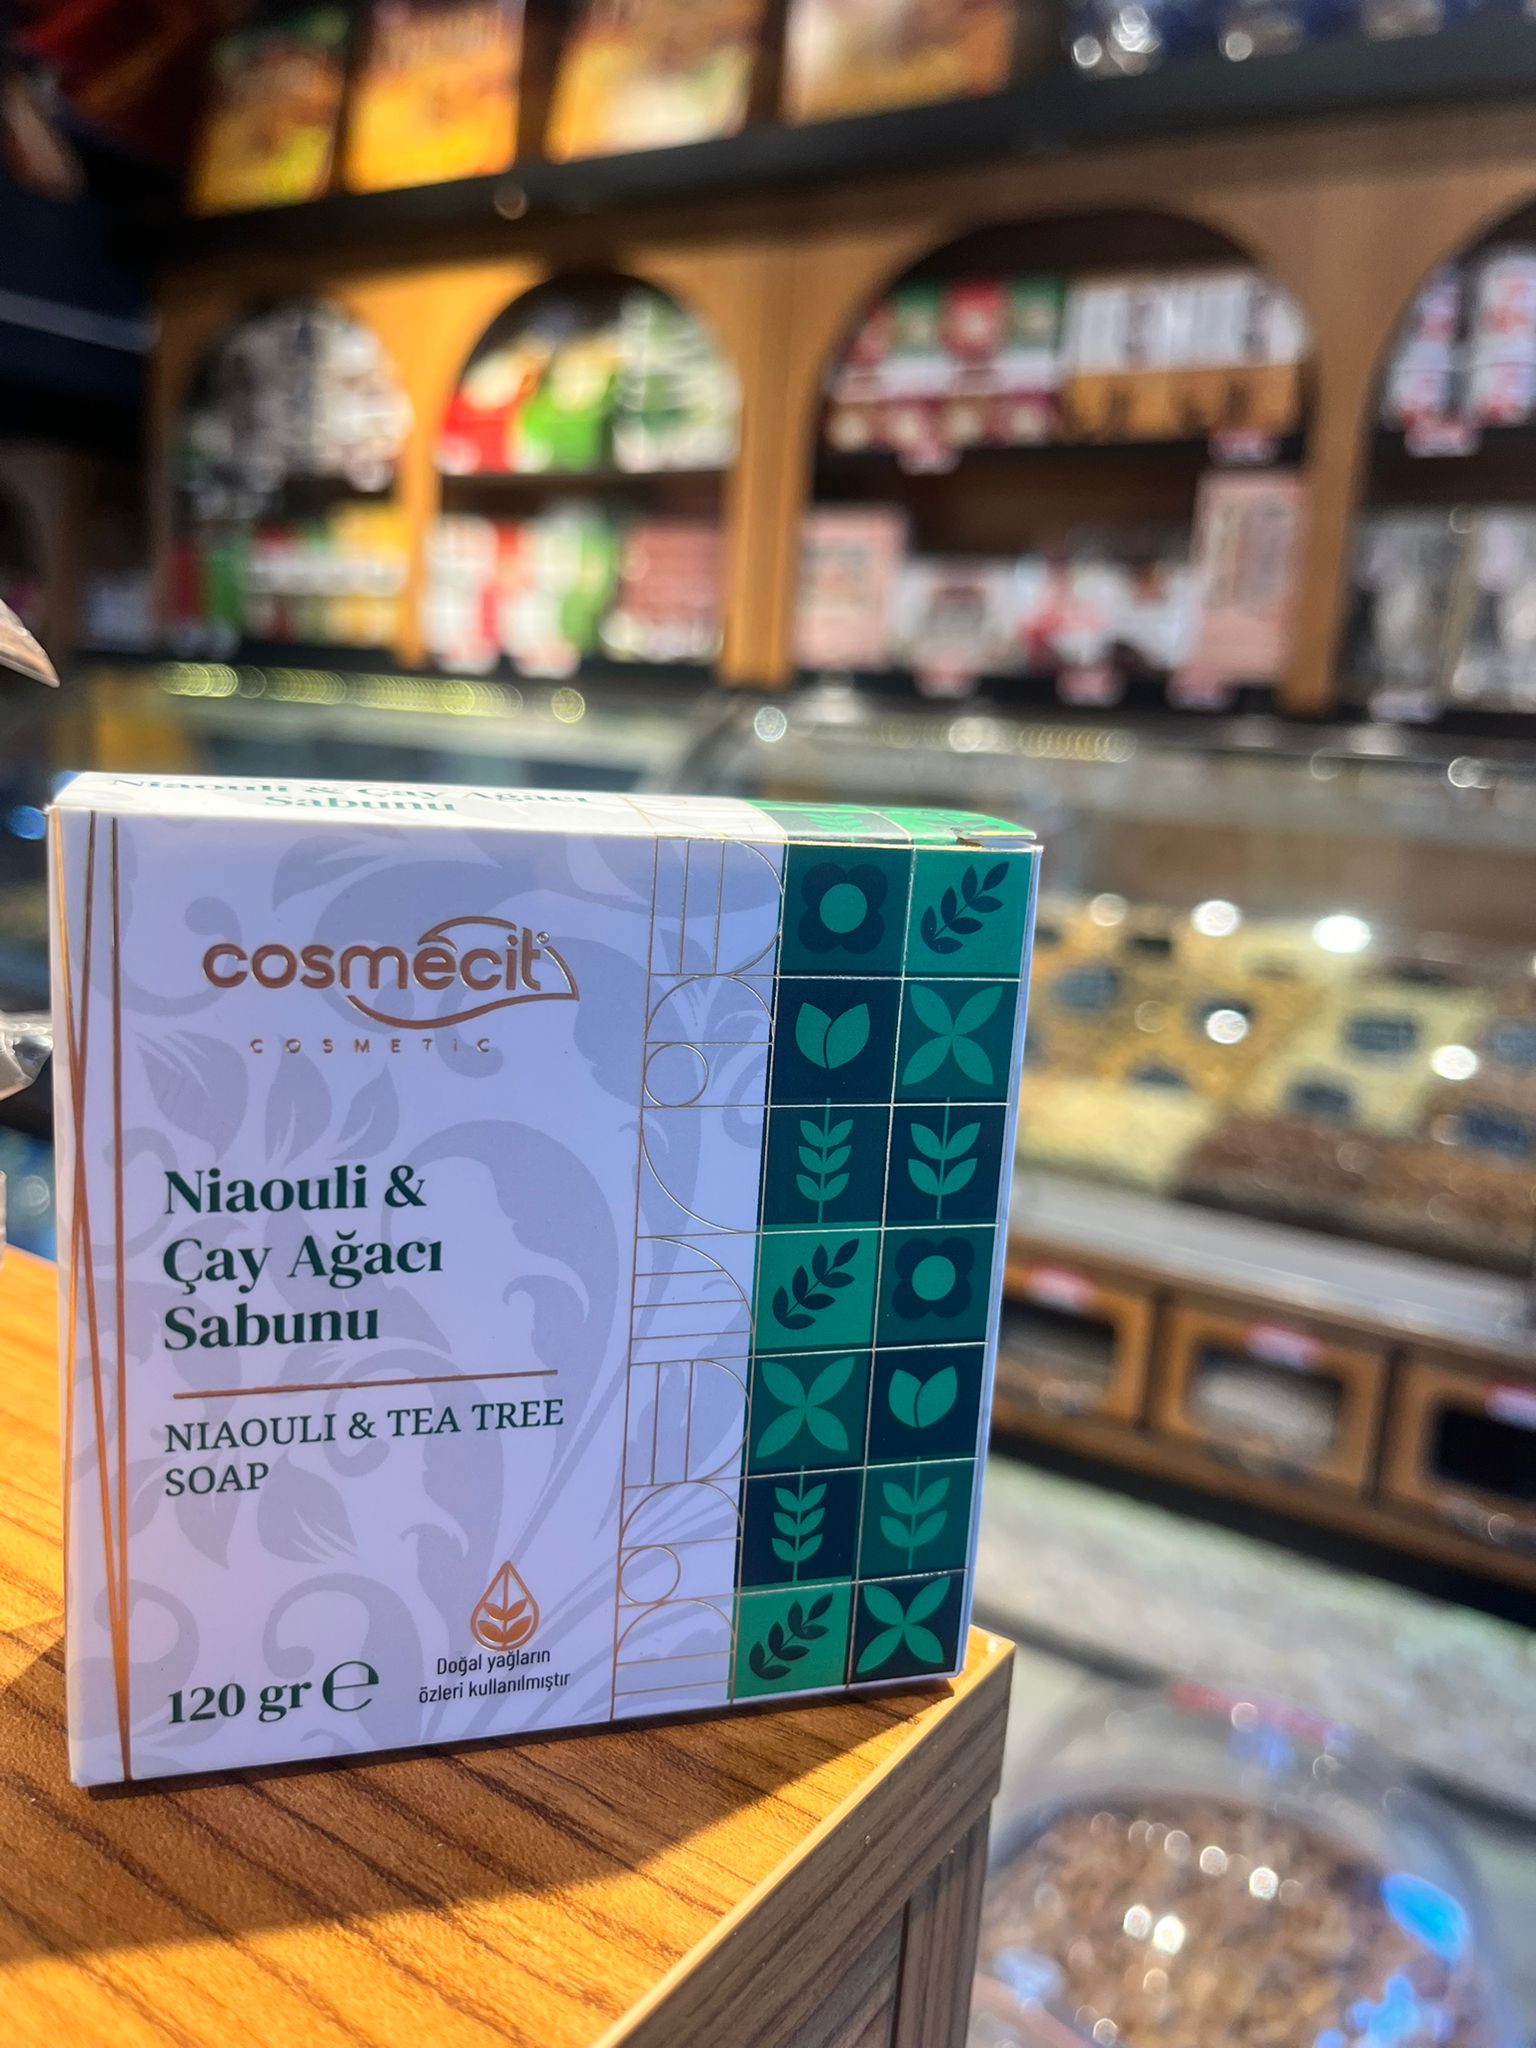 Niaouli & Çay Ağacı
Sabunu
cosmecit
COSMETIC
Niaouli &
Çay Ağacı
Sabunu
NIAOULI & TEA TREE
SOAP
Doğal yağların
özleri kullanılmıştır
120 gr ℮